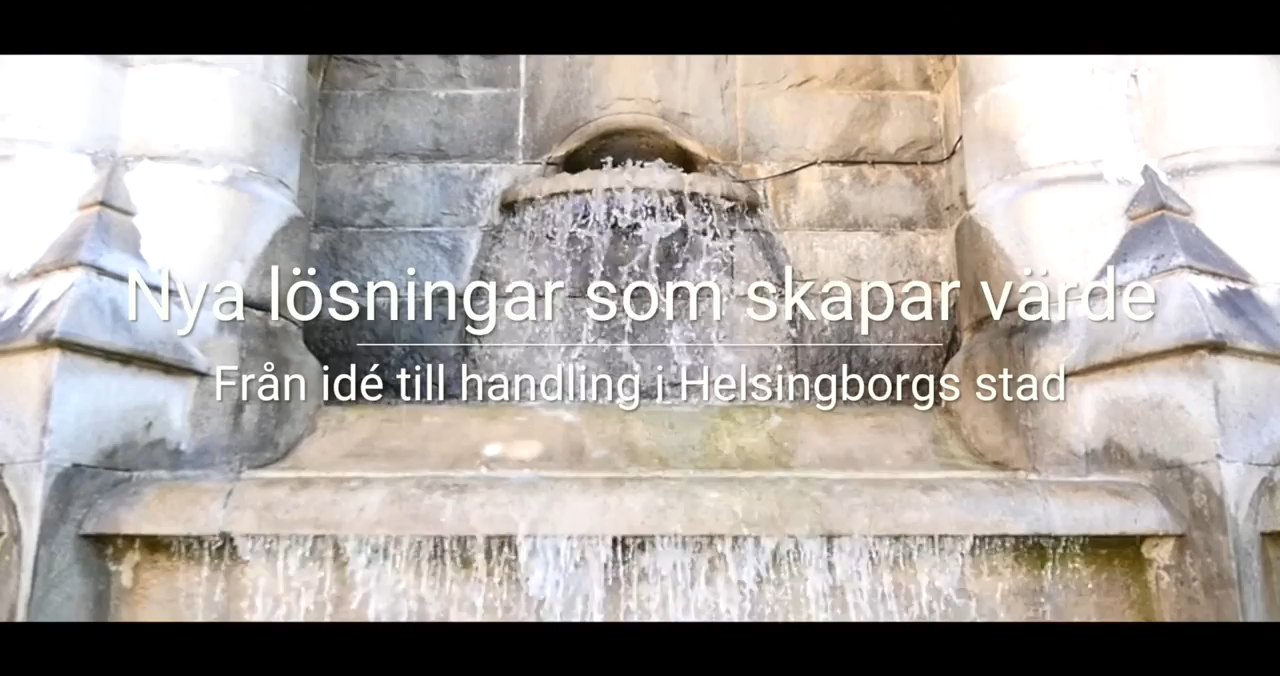 Nya lösningar som skapar värde
Från idé till handling i Helsingborgs stad